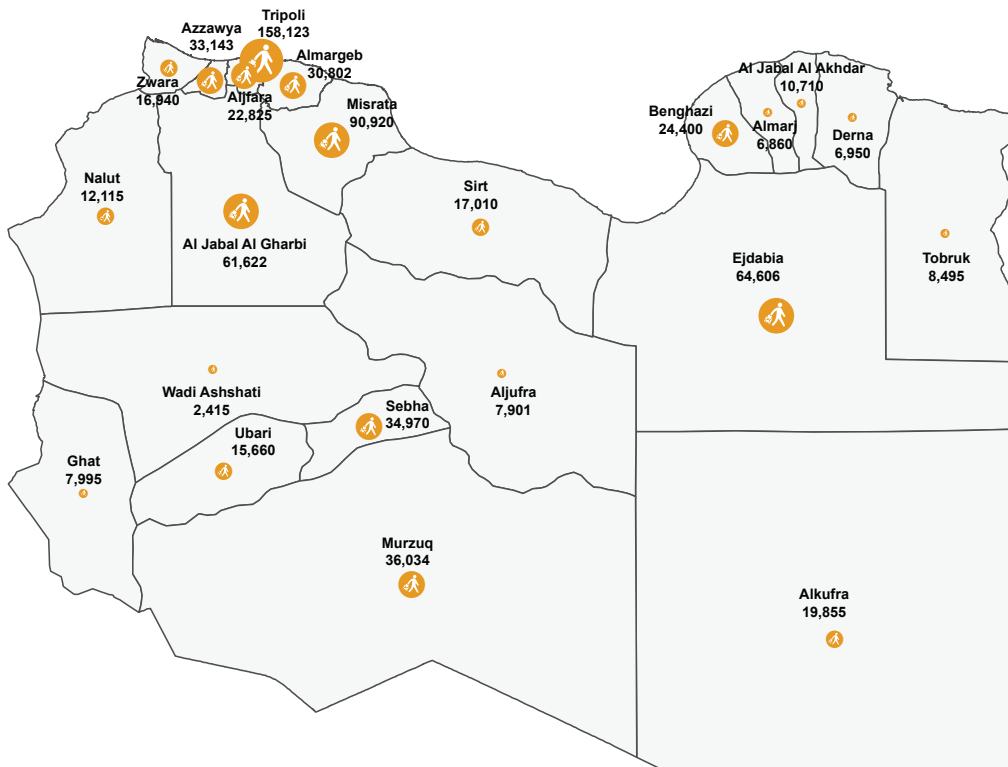 Tripoli
158,123
Azzawya
33,143
Almargeb
30,802
Zwara
16,940
Aljfara
22,825
Misrata
90,920
Al Jabal Al Akhdar
10,710
Benghazi
24,400
Almarj
6,860
Derna
6,950
Nalut
12,115
Sirt
17,010
Al Jabal Al Gharbi
61,622
Ejdabia
64,606
Tobruk
8,495
Wadi Ashshati
2,415
Aljufra
7,901
Sebha
34,970
Ubari
15,660
Ghat
7,995
Murzuq
36,034
Alkufra
19,855